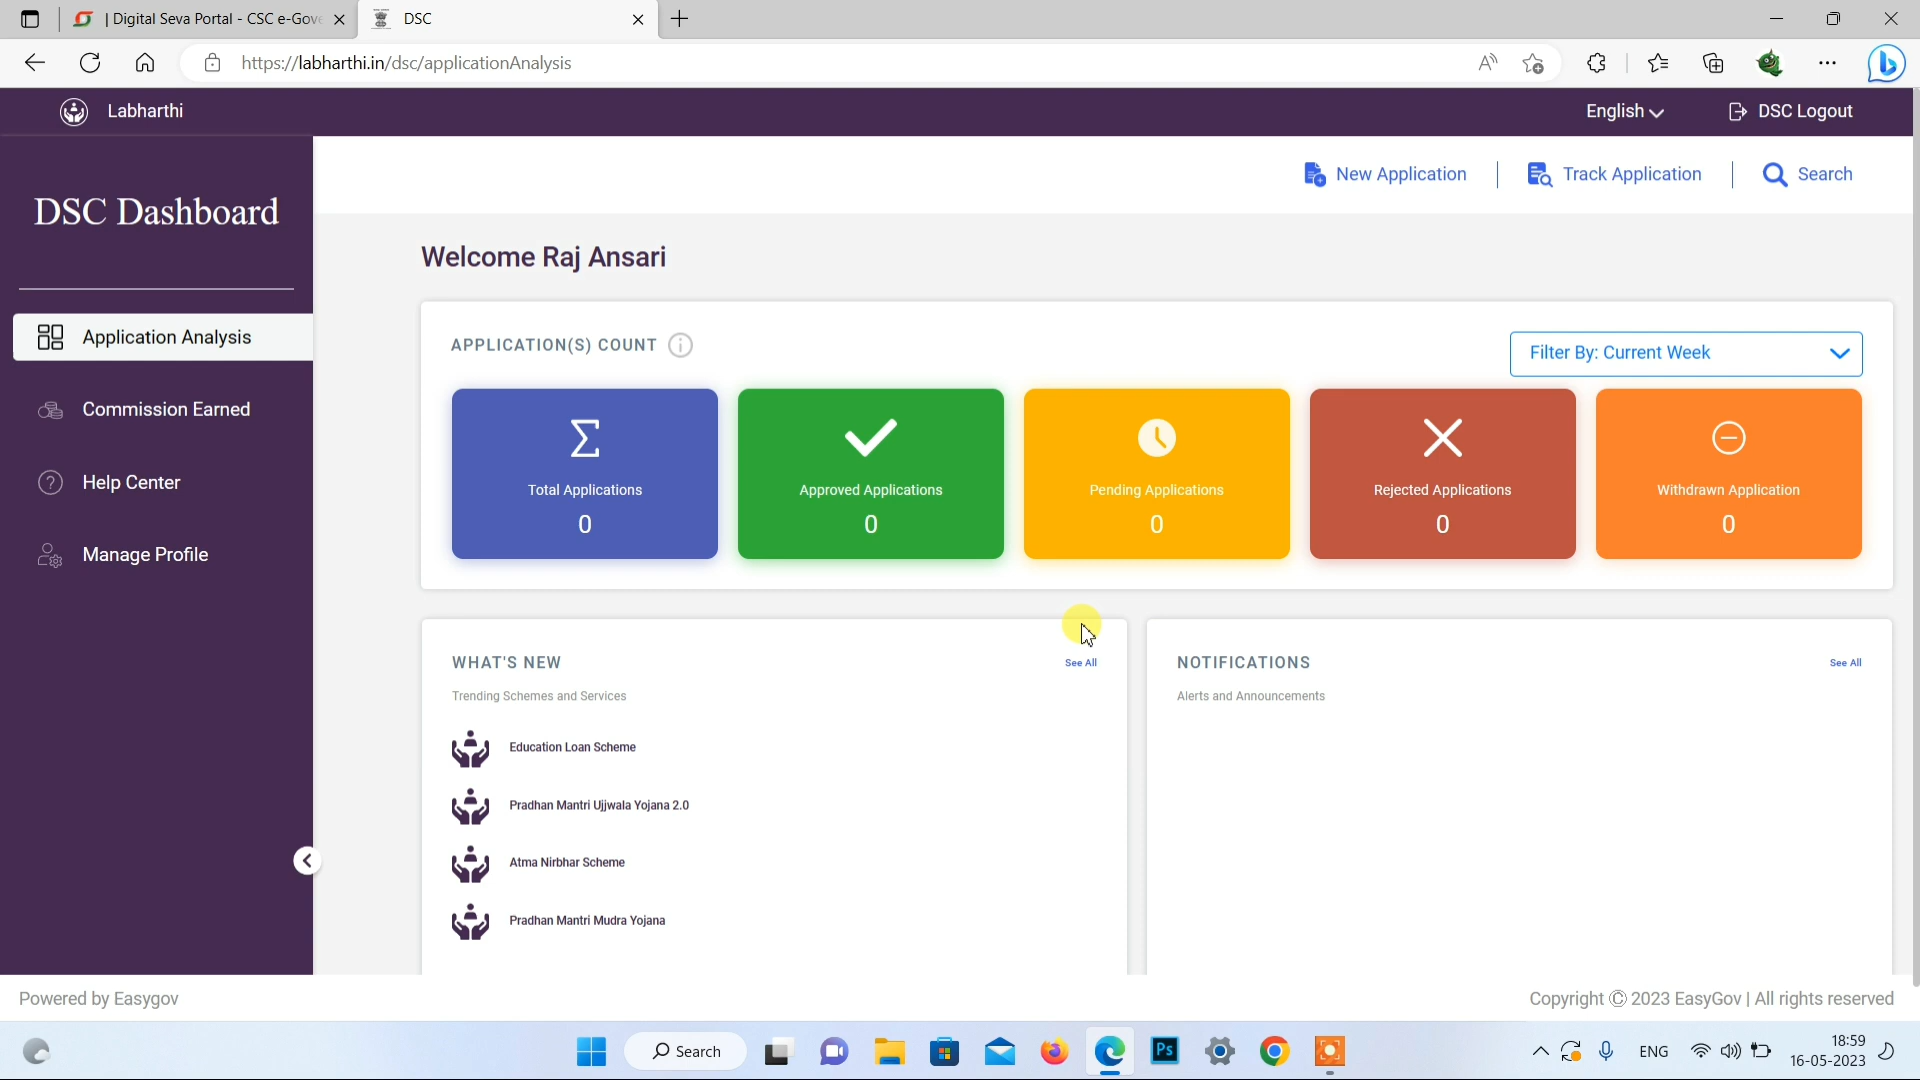 | Digital Seva Portal - CSC e-Gove
DSC
https://labharthi.in/dsc/applicationAnalysis
Labharthi
English
DSC Logout
DSC Dashboard
New Application
Track Application
Search
Welcome Raj Ansari
Application Analysis
Commission Earned
Help Center
Manage Profile
APPLICATION(S) COUNT
Filter By: Current Week
Total Applications
0
Approved Applications
0
Pending Applications
0
Rejected Applications
0
Withdrawn Application
0
WHAT'S NEW
See All
Trending Schemes and Services
Education Loan Scheme
Pradhan Mantri Ujjwala Yojana 2.0
Atma Nirbhar Scheme
Pradhan Mantri Mudra Yojana
NOTIFICATIONS
See All
Alerts and Announcements
Powered by Easygov
Copyright © 2023 EasyGov | All rights reserved
Search
Ps
ENG
18:59
16-05-2023